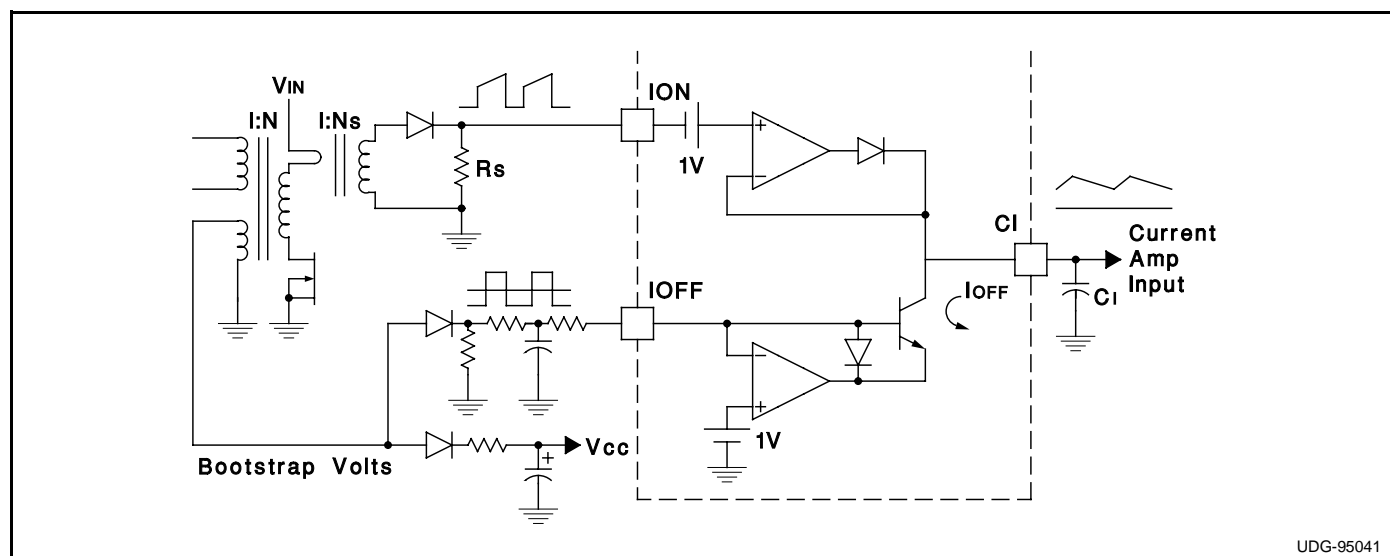 VIN
I:N
I:Ns
Rs
ION
1V
+
−
CI
Current
Amp
Input
CI
IOFF
IOFF
−
+
1V
Bootstrap Volts
+
Vcc
UDG-95041